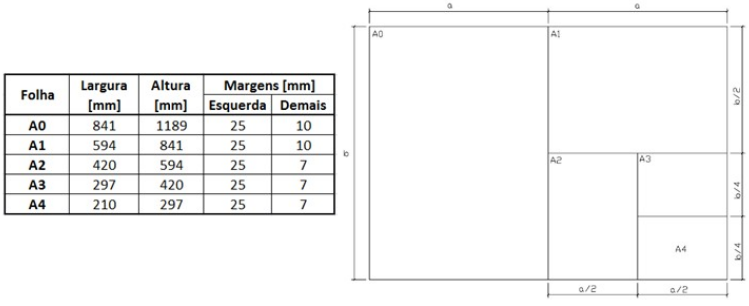 Folha Largura [mm] Altura [mm] Margens [mm]
Esquerda Demais
A0 841 1189 25 10
A1 594 841 25 10
A2 420 594 25 7
A3 297 420 25 7
A4 210 297 25 7
a a
A0 A1
b/2
b
A2 A3
b/4
A4
b/4
a/2 a/2